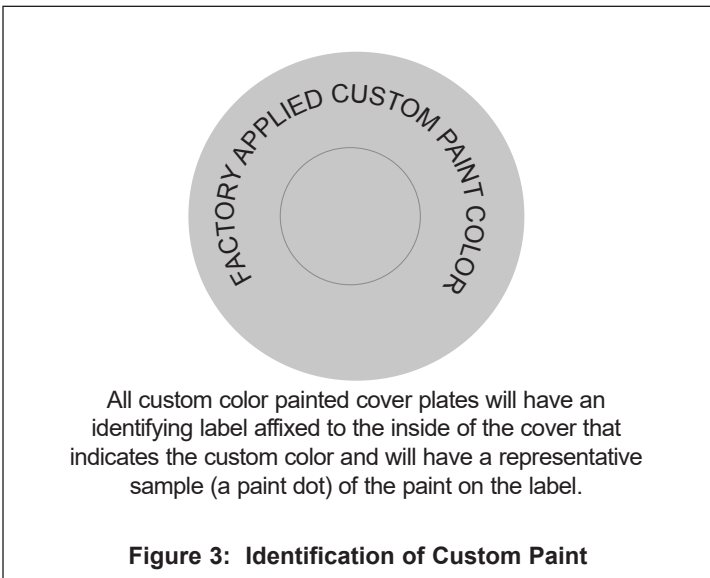 FACTORY APPLIED CUSTOM PAINT COLOR
All custom color painted cover plates will have an
identifying label affixed to the inside of the cover that
indicates the custom color and will have a representative
sample (a paint dot) of the paint on the label.
Figure 3: Identification of Custom Paint